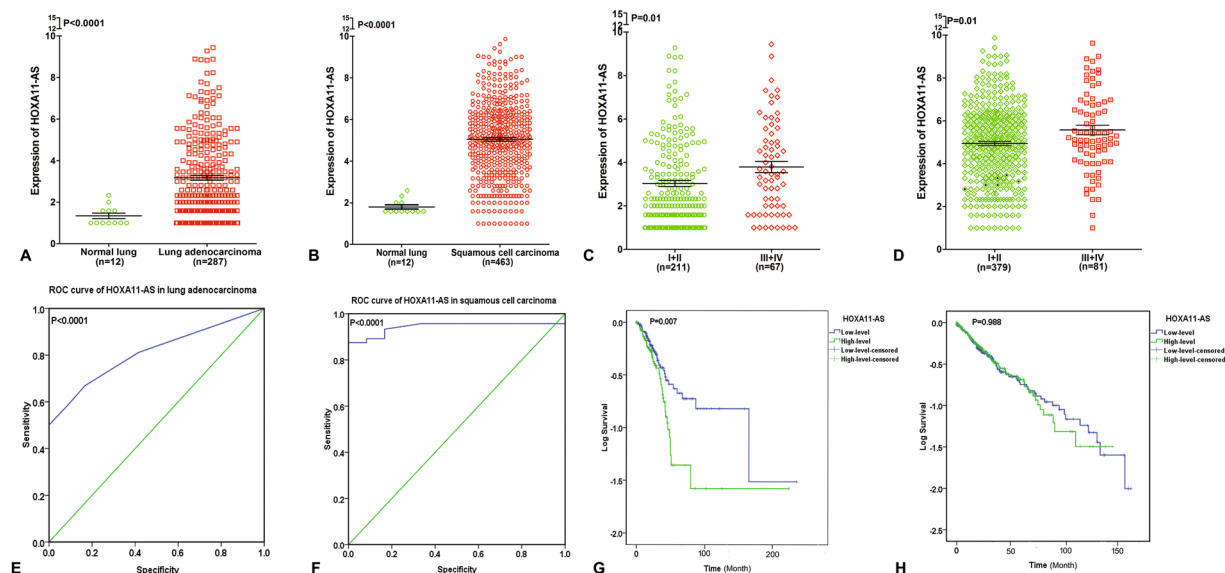 15
12
P<0.0001
10
8
6
4
2
0
Expression of HOXA11-AS
Normal lung
(n=12)
Lung adenocarcinoma
(n=287)
A
15
12
P<0.0001
10
8
6
4
2
0
Expression of HOXA11-AS
Normal lung
(n=12)
Squamous cell carcinoma
(n=463)
B
15
12
P=0.01
10
8
6
4
2
0
Expression of HOXA11-AS
I+II
(n=211)
III+IV
(n=67)
C
15
12
P=0.01
10
8
6
4
2
0
Expression of HOXA11-AS
I+II
(n=379)
III+IV
(n=81)
D
ROC curve of HOXA11-AS in lung adenocarcinoma
P<0.0001
1.0
0.8
0.6
0.4
0.2
0.0
Sensitivity
0.0 0.2 0.4 0.6 0.8 1.0
Specificity
E
ROC curve of HOXA11-AS in squamous cell carcinoma
P<0.0001
1.0
0.8
0.6
0.4
0.2
0.0
Sensitivity
0.0 0.2 0.4 0.6 0.8 1.0
Specificity
F
P=0.007
0.0
-0.5
-1.0
-1.5
-2.0
Log Survival
0 100 200
Time (Month)
HOXA11-AS
Low-level
High-level
Low-level-censored
High-level-censored
G
P=0.988
0.0
-0.5
-1.0
-1.5
-2.0
-2.5
Log Survival
0 50 100 150
Time (Month)
HOXA11-AS
Low-level
High-level
Low-level-censored
High-level-censored
H